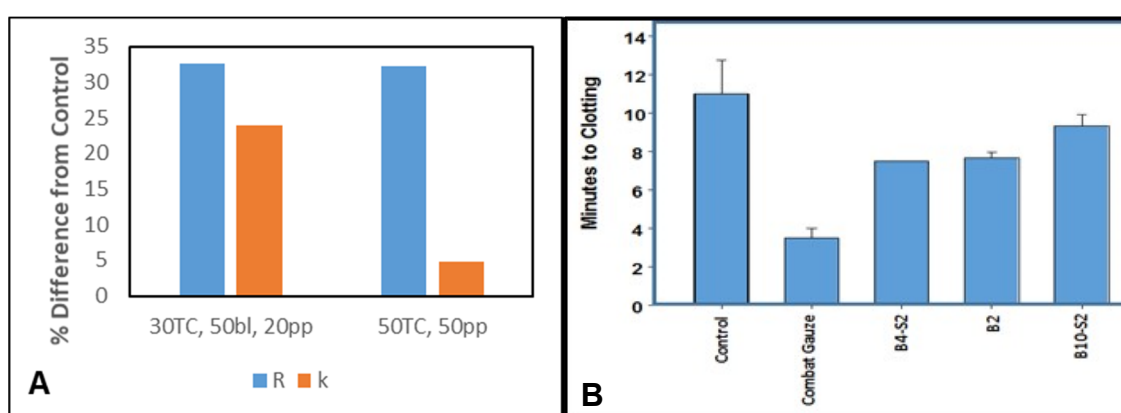 % Difference from Control
35
30
25
20
15
10
5
0
30TC, 50bl, 20pp
50TC, 50pp
R
k
A
Minutes to Clotting
14
12
10
8
6
4
2
0
Control
Combat Gauze
B4-S2
B2
B10-S2
B